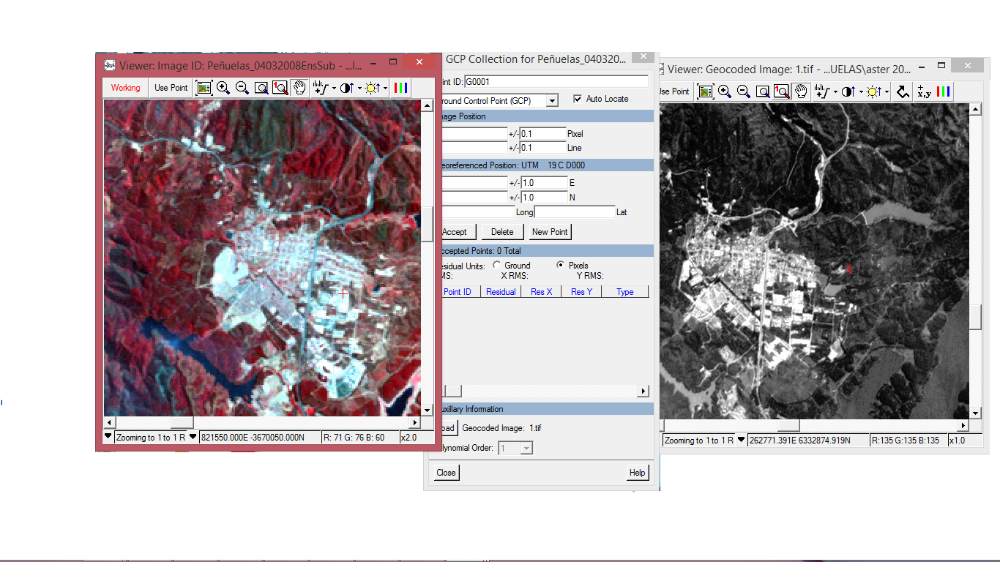 Viewer: Image ID: Peñuelas_04032008EnsSub - ...I...
Working Use Point
Zooming to 1 to 1 R 821550.000E -3670050.000N R: 71 G: 76 B: 60 x2.0
GCP Collection for Peñuelas_040320...
int ID: G0001
round Control Point (GCP) Auto Locate
mage Position
+/- 0.1 Pixel
+/- 0.1 Line
eoreferenced Position: UTM 19 C D000
+/- 1.0 E
+/- 1.0 N
Long Lat
Accept Delete New Point
ccepted Points: 0 Total
esidual Units: Ground Pixels
MS: X RMS: Y RMS:
Point ID Residual Res X Res Y Type
uxillary Information
oad Geocoded Image: 1.tif
olynomial Order: 1
Close Help
Viewer: Geocoded Image: 1.tif - ...UELAS\aster 20...
Use Point +x,y
Zooming to 1 to 1 R 262771.391E 6332874.919N R:135 G:135 B:135 x1.0